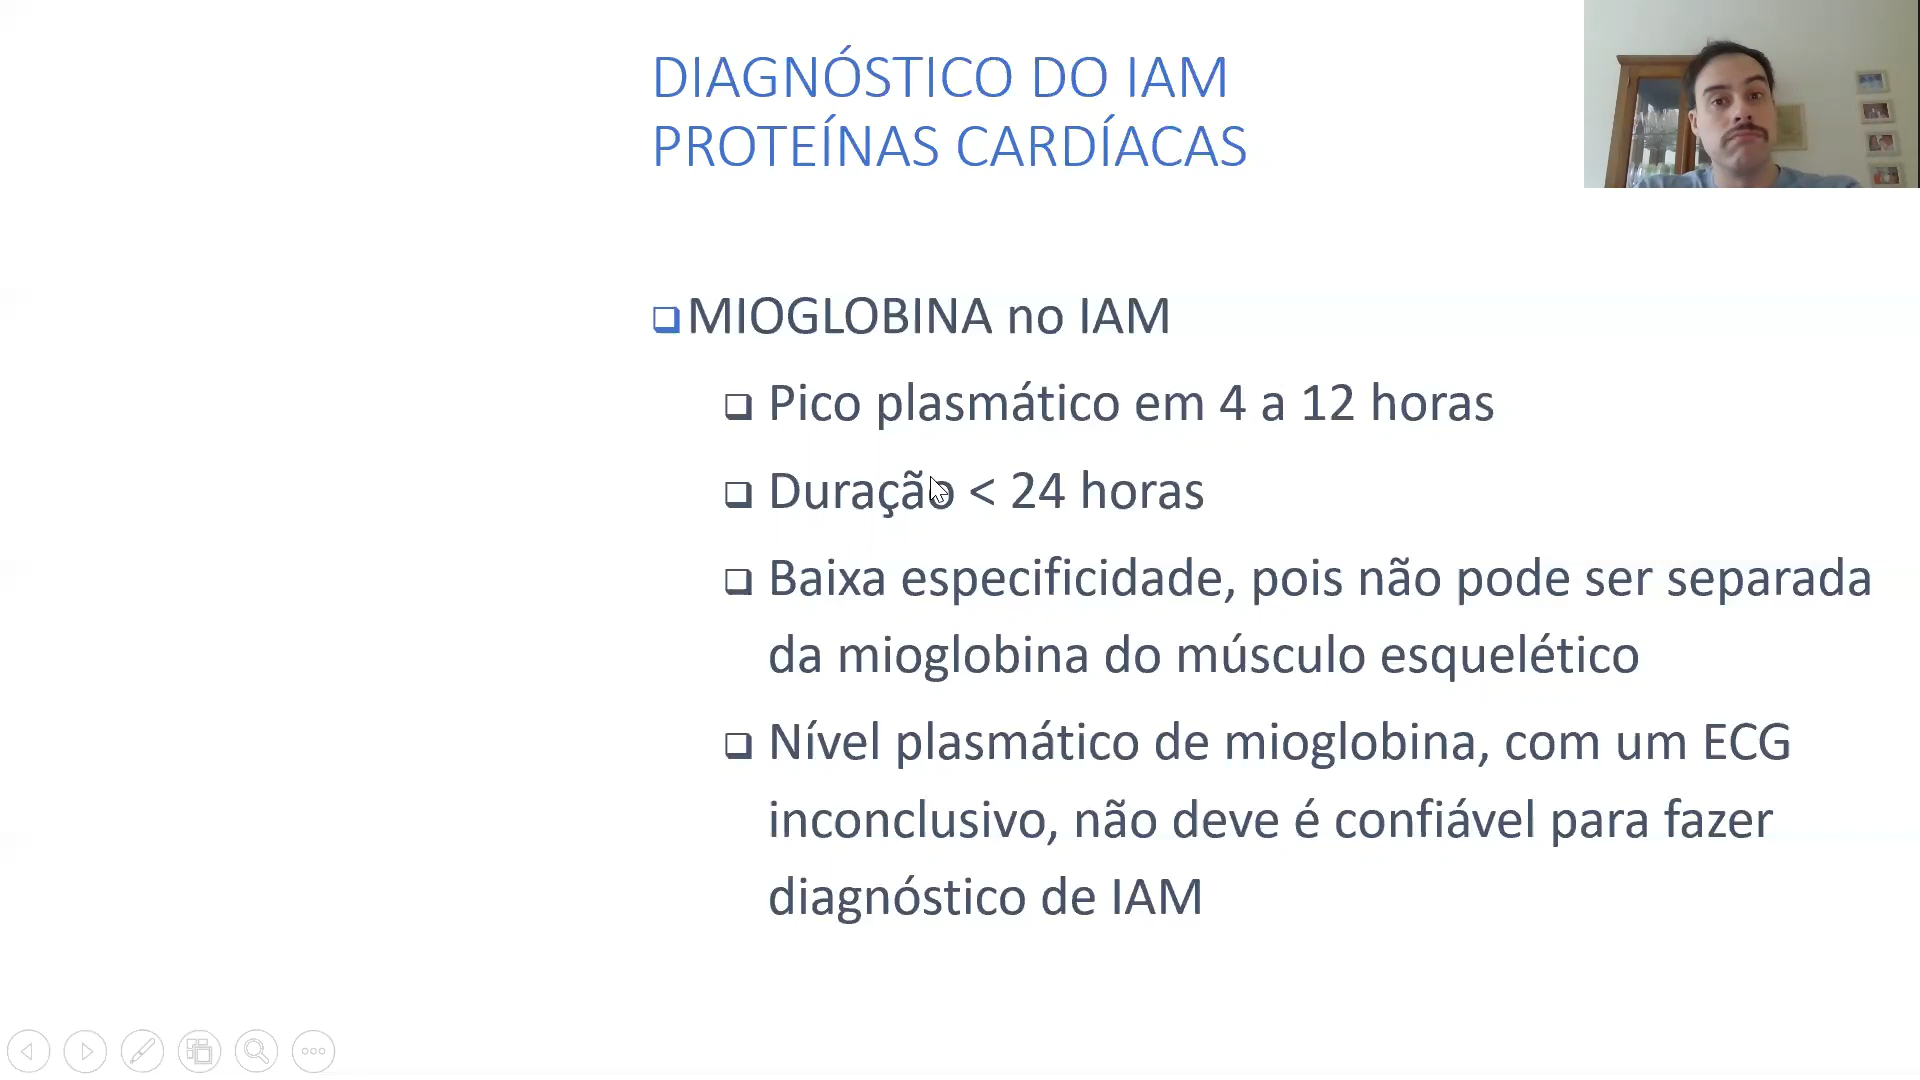 DIAGNÓSTICO DO IAM
PROTEÍNAS CARDÍACAS
MIOGLOBINA no IAM
Pico plasmático em 4 a 12 horas
Duração < 24 horas
Baixa especificidade, pois não pode ser separada
da mioglobina do músculo esquelético
Nível plasmático de mioglobina, com um ECG
inconclusivo, não deve é confiável para fazer
diagnóstico de IAM